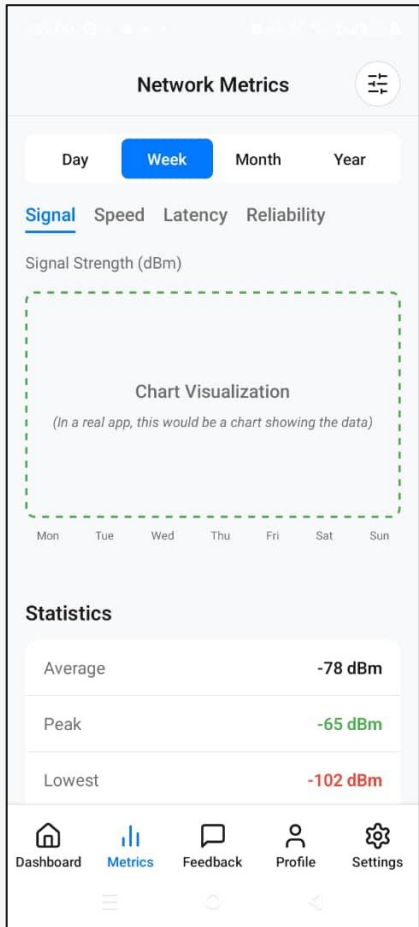 Network Metrics
Day Week Month Year
Signal Speed Latency Reliability
Signal Strength (dBm)
Chart Visualization
(In a real app, this would be a chart showing the data)
Mon Tue Wed Thu Fri Sat Sun
Statistics
Average -78 dBm
Peak -65 dBm
Lowest -102 dBm
Dashboard Metrics Feedback Profile Settings